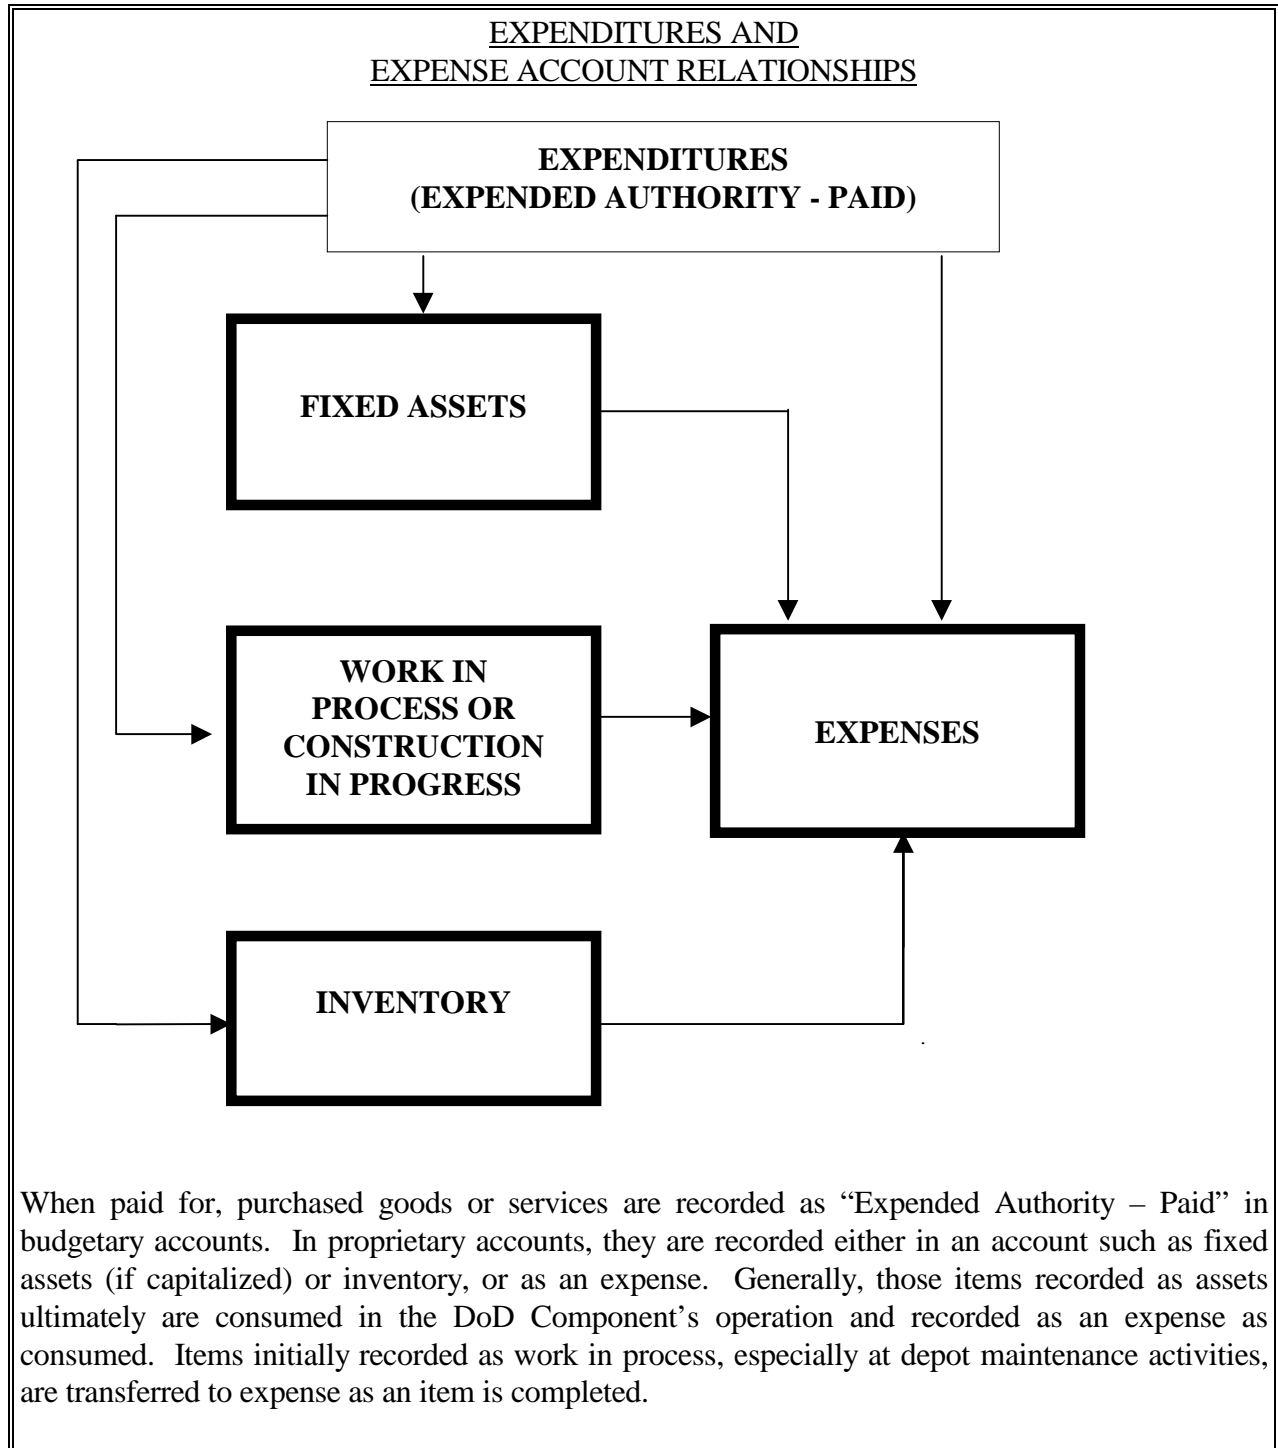 EXPENDITURES AND
EXPENSE ACCOUNT RELATIONSHIPS
EXPENDITURES
(EXPENDED AUTHORITY - PAID)
FIXED ASSETS
WORK IN
PROCESS OR
CONSTRUCTION
IN PROGRESS
EXPENSES
INVENTORY
When paid for, purchased goods or services are recorded as “Expended Authority – Paid” in
budgetary accounts. In proprietary accounts, they are recorded either in an account such as fixed
assets (if capitalized) or inventory, or as an expense. Generally, those items recorded as assets
ultimately are consumed in the DoD Component’s operation and recorded as an expense as
consumed. Items initially recorded as work in process, especially at depot maintenance activities,
are transferred to expense as an item is completed.